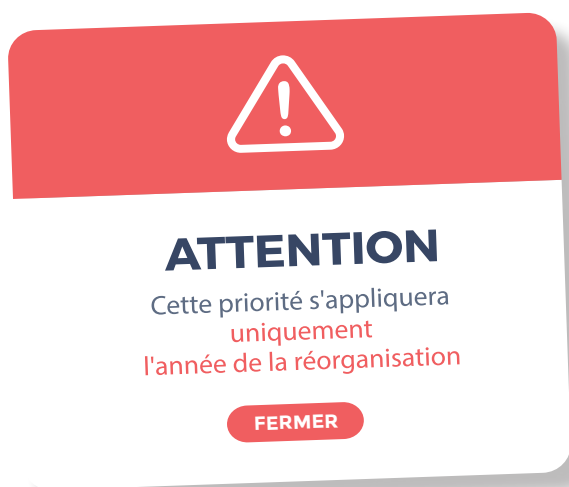 ATTENTION
Cette priorité s'appliquera
uniquement
l'année de la réorganisation
FERMER